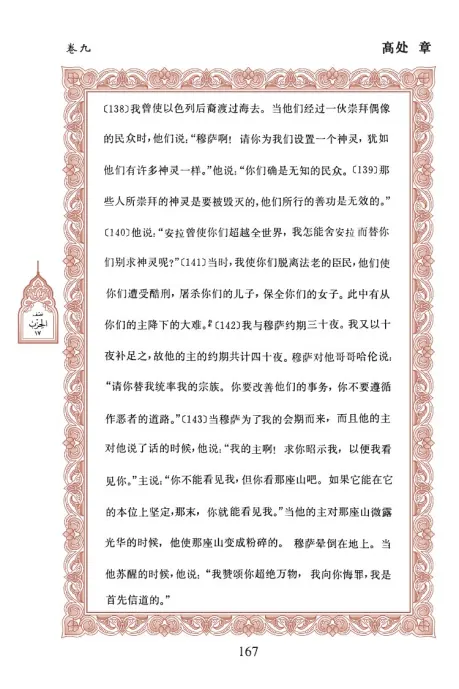 卷九
高处 章
(138)我曾使以色列后裔渡过海去。当他们经过一伙崇拜偶像
的民众时，他们说：“穆萨啊！请你为我们设置一个神灵，犹如
他们有许多神灵一样。”他说：“你们确是无知的民众。(139)那
些人所崇拜的神灵是要被毁灭的，他们所行的善功是无效的。”
(140)他说：“安拉曾使你们超越全世界，我怎能舍安拉而替你
们别求神灵呢？”(141)当时，我使你们脱离法老的臣民，他们使
你们遭受酷刑，屠杀你们的儿子，保全你们的女子。此中有从
你们的主降下的大难。(142)我与穆萨约期三十夜。我又以十
夜补足之，故他的主的约期共计四十夜。穆萨对他哥哥哈伦说：
“请你替我统率我的宗族。你要改善他们的事务，你不要遵循
作恶者的道路。”(143)当穆萨为了我的会期而来，而且他的主
对他说了话的时候，他说：“我的主啊！求你昭示我，以便我看
见你。”主说：“你不能看见我，但你看那座山吧。如果它能在它
的本位上坚定，那末，你就能看见我。”当他的主对那座山微露
光华的时候，他使那座山变成粉碎的。穆萨晕倒在地上。当
他苏醒的时候，他说：“我赞颂你超绝万物，我向你悔罪，我是
首先信道的。”
الحزب
١٧
167